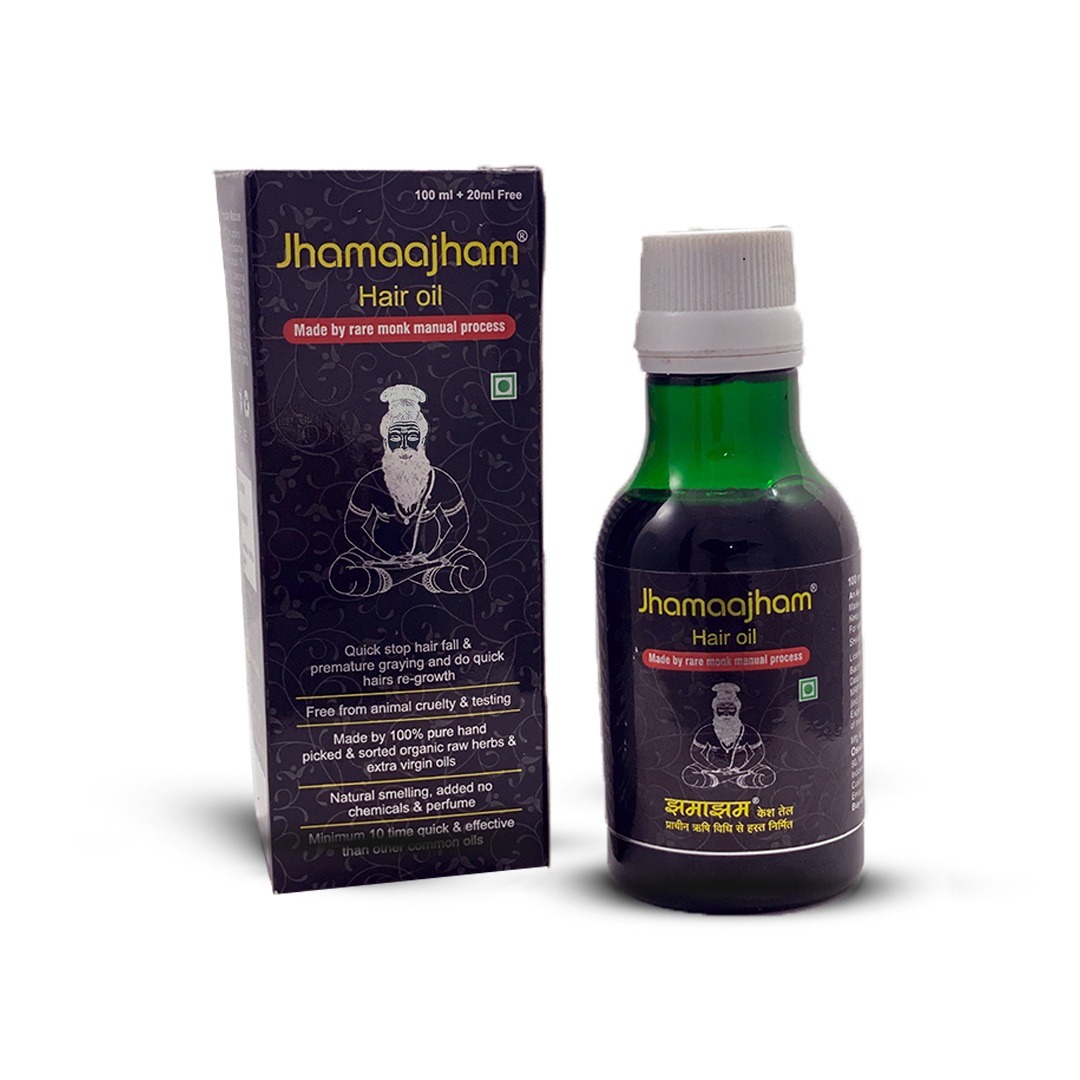 100 ml + 20ml Free
Jhamaajham®
Hair oil
Made by rare monk manual process
Quick stop hair fall &
premature graying and do quick
hairs re-growth
Free from animal cruelty & testing
Made by 100% pure hand
picked & sorted organic raw herbs &
extra virgin oils
Natural smelling, added no
chemicals & perfume
Minimum 10 time quick & effective
than other common oils
Jhamaajham®
Hair oil
Made by rare monk manual process
झमाझम® केश तेल
प्राचीन ऋषि विधि से हस्त निर्मित